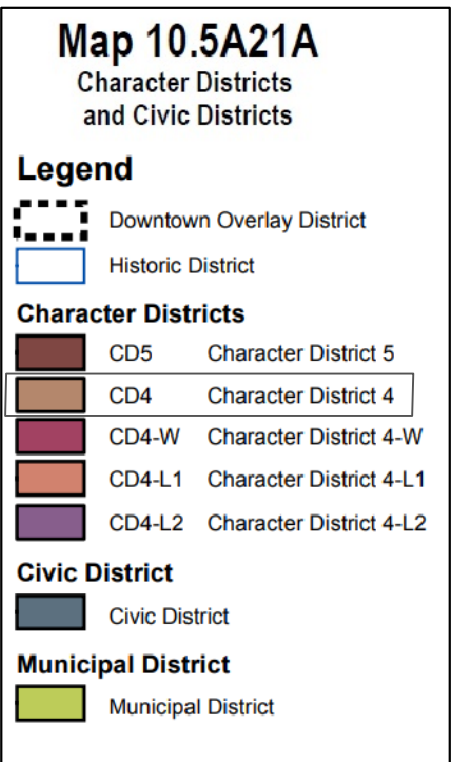 Map 10.5A21A
Character Districts
and Civic Districts
Legend
Downtown Overlay District
Historic District
Character Districts
CD5 Character District 5
CD4 Character District 4
CD4-W Character District 4-W
CD4-L1 Character District 4-L1
CD4-L2 Character District 4-L2
Civic District
Civic District
Municipal District
Municipal District